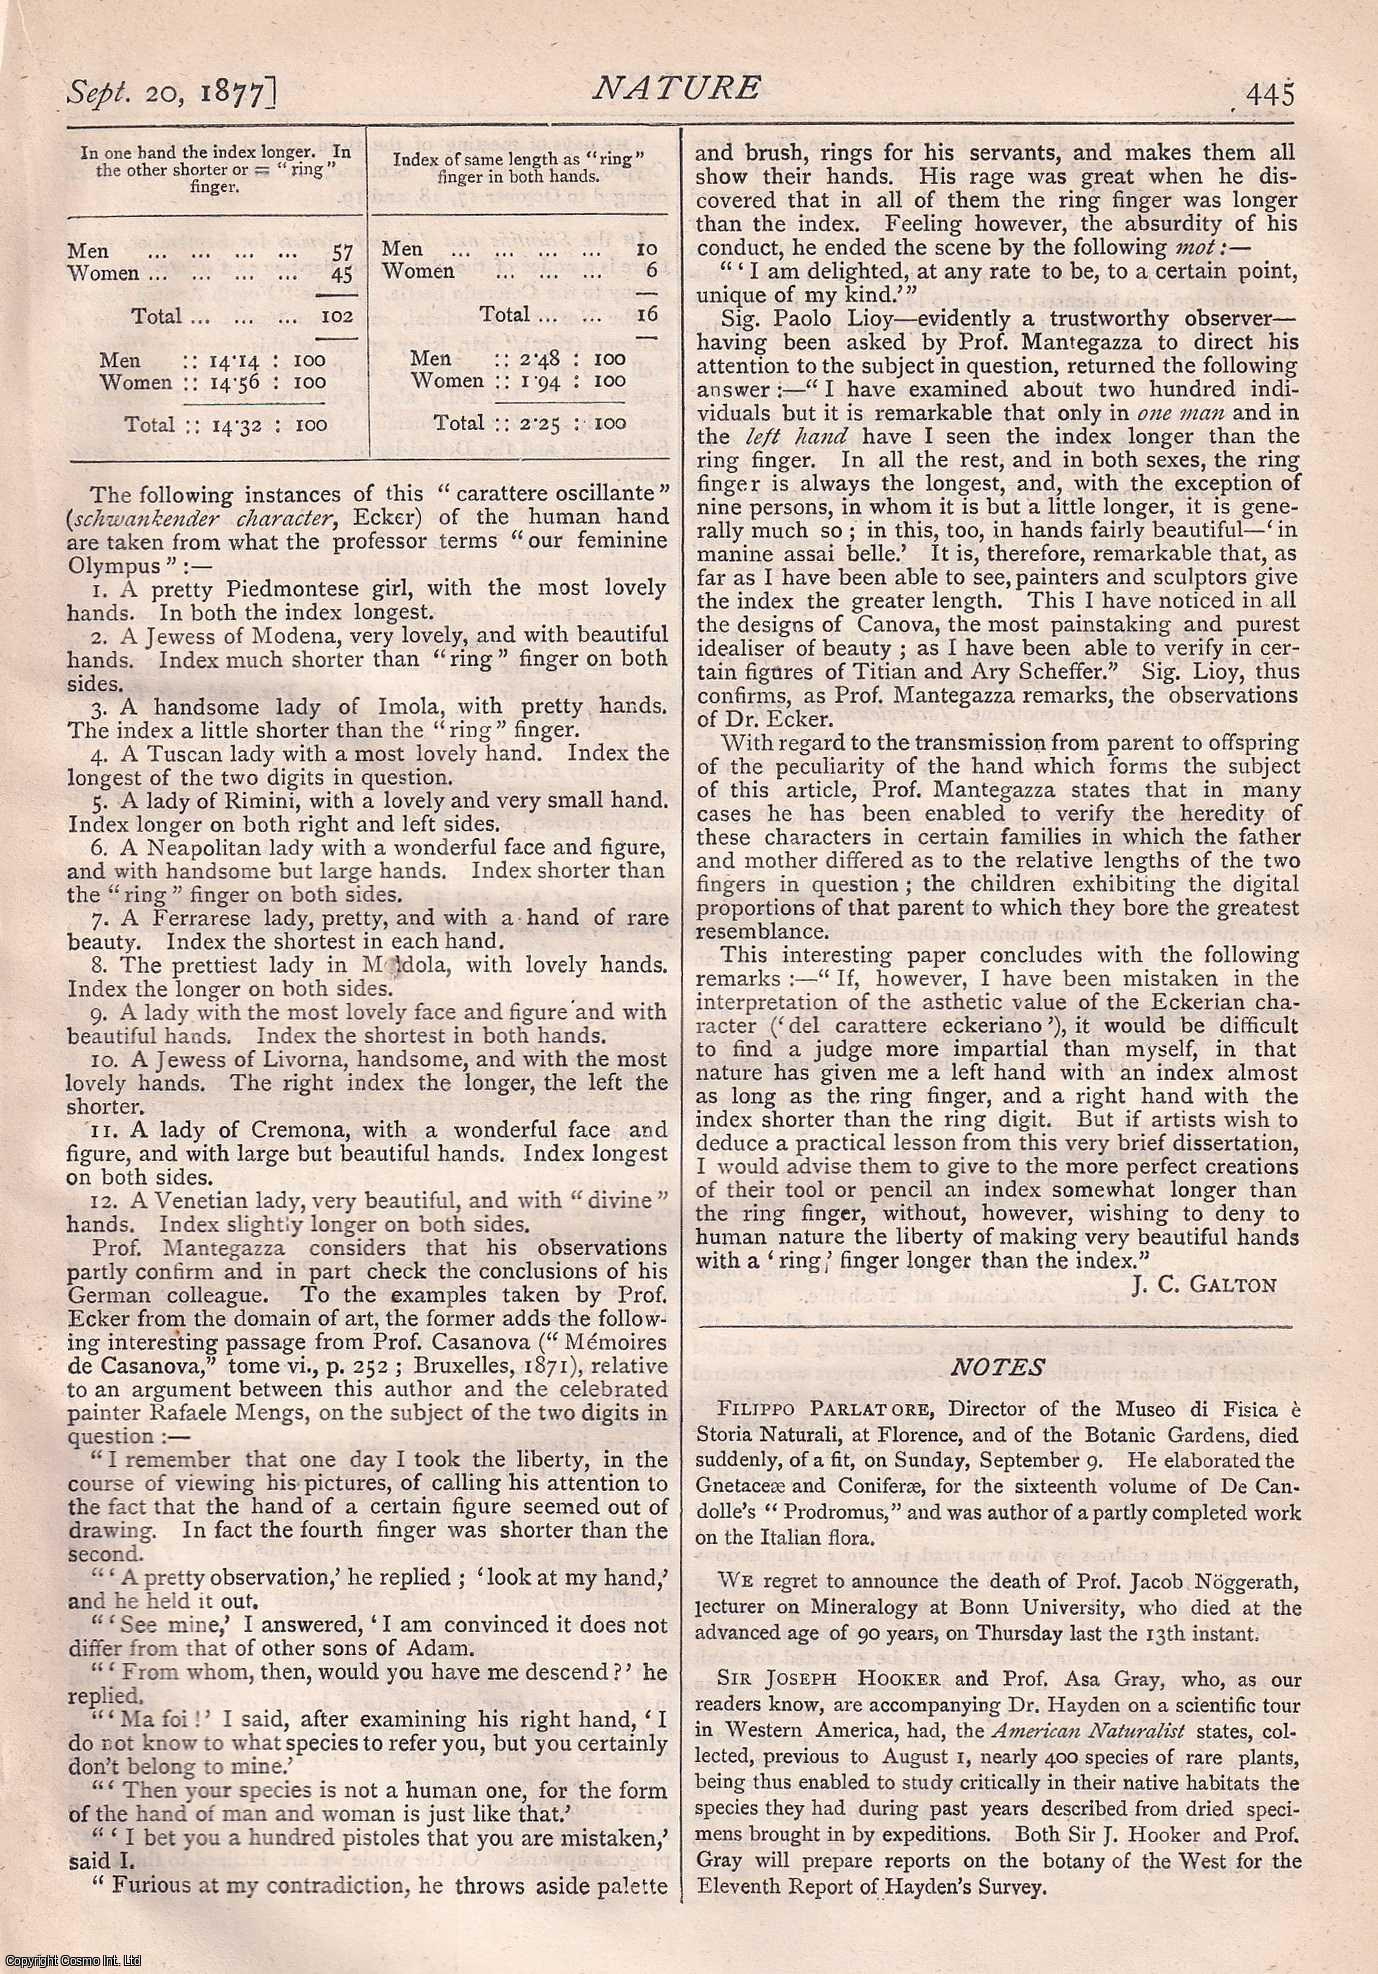 Sept. 20, 1877]
NATURE
445
In one hand the index longer. In
the other shorter or = "ring"
finger.
Men ... ... ... ... 57
Women ... ... ... ... 45
Total ... ... ... 102
Men :: 14·14 : 100
Women :: 14·56 : 100
Total :: 14·32 : 100
Index of same length as "ring"
finger in both hands.
Men ... ... ... ... 10
Women ... ... ... 6
Total ... ... 16
Men :: 2·48 : 100
Women :: 1·94 : 100
Total :: 2·25 : 100
The following instances of this "carattere oscillante"
(schwankender character, Ecker) of the human hand
are taken from what the professor terms "our feminine
Olympus":—
1. A pretty Piedmontese girl, with the most lovely
hands. In both the index longest.
2. A Jewess of Modena, very lovely, and with beautiful
hands. Index much shorter than "ring" finger on both
sides.
3. A handsome lady of Imola, with pretty hands.
The index a little shorter than the "ring" finger.
4. A Tuscan lady with a most lovely hand. Index the
longest of the two digits in question.
5. A lady of Rimini, with a lovely and very small hand.
Index longer on both right and left sides.
6. A Neapolitan lady with a wonderful face and figure,
and with handsome but large hands. Index shorter than
the "ring" finger on both sides.
7. A Ferrarese lady, pretty, and with a hand of rare
beauty. Index the shortest in each hand.
8. The prettiest lady in with lovely hands.
Index the longer on both sides.
9. A lady with the most lovely face and figure and with
beautiful hands. Index the shortest in both hands.
10. A Jewess of Livorna, handsome, and with the most
lovely hands. The right index the longer, the left the
shorter.
11. A lady of Cremona, with a wonderful face and
figure, and with large but beautiful hands. Index longest
on both sides.
12. A Venetian lady, very beautiful, and with "divine"
hands. Index slightly longer on both sides.
Prof. Mantegazza considers that his observations
partly confirm and in part check the conclusions of his
German colleague. To the examples taken by Prof.
Ecker from the domain of art, the former adds the follow-
ing interesting passage from Prof. Casanova ("Mémoires
de Casanova," tome vi., p. 252; Bruxelles, 1871), relative
to an argument between this author and the celebrated
painter Rafaele Mengs, on the subject of the two digits in
question:—
"I remember that one day I took the liberty, in the
course of viewing his pictures, of calling his attention to
the fact that the hand of a certain figure seemed out of
drawing. In fact the fourth finger was shorter than the
second.
"'A pretty observation,' he replied; 'look at my hand,'
and he held it out.
"'See mine,' I answered, 'I am convinced it does not
differ from that of other sons of Adam.
"'From whom, then, would you have me descend?' he
replied.
"'Ma foi!' I said, after examining his right hand, 'I
do not know to what species to refer you, but you certainly
don't belong to mine.'
"'Then your species is not a human one, for the form
of the hand of man and woman is just like that.'
"'I bet you a hundred pistoles that you are mistaken,'
said I.
"Furious at my contradiction, he throws aside palette
and brush, rings for his servants, and makes them all
show their hands. His rage was great when he dis-
covered that in all of them the ring finger was longer
than the index. Feeling however, the absurdity of his
conduct, he ended the scene by the following mot:—
"'I am delighted, at any rate to be, to a certain point,
unique of my kind.'"
Sig. Paolo Lioy—evidently a trustworthy observer—
having been asked by Prof. Mantegazza to direct his
attention to the subject in question, returned the following
answer:—"I have examined about two hundred indi-
viduals but it is remarkable that only in one man and in
the left hand have I seen the index longer than the
ring finger. In all the rest, and in both sexes, the ring
finger is always the longest, and, with the exception of
nine persons, in whom it is but a little longer, it is gene-
rally much so; in this, too, in hands fairly beautiful—'in
manine assai belle.' It is, therefore, remarkable that, as
far as I have been able to see, painters and sculptors give
the index the greater length. This I have noticed in all
the designs of Canova, the most painstaking and purest
idealiser of beauty; as I have been able to verify in cer-
tain figures of Titian and Ary Scheffer." Sig. Lioy, thus
confirms, as Prof. Mantegazza remarks, the observations
of Dr. Ecker.
With regard to the transmission from parent to offspring
of the peculiarity of the hand which forms the subject
of this article, Prof. Mantegazza states that in many
cases he has been enabled to verify the heredity of
these characters in certain families in which the father
and mother differed as to the relative lengths of the two
fingers in question; the children exhibiting the digital
proportions of that parent to which they bore the greatest
resemblance.
This interesting paper concludes with the following
remarks:—"If, however, I have been mistaken in the
interpretation of the asthetic value of the Eckerian cha-
racter ('del carattere eckeriano'), it would be difficult
to find a judge more impartial than myself, in that
nature has given me a left hand with an index almost
as long as the ring finger, and a right hand with the
index shorter than the ring digit. But if artists wish to
deduce a practical lesson from this very brief dissertation,
I would advise them to give to the more perfect creations
of their tool or pencil an index somewhat longer than
the ring finger, without, however, wishing to deny to
human nature the liberty of making very beautiful hands
with a 'ring' finger longer than the index."
J. C. GALTON
NOTES
FILIPPO PARLATORE, Director of the Museo di Fisica è
Storia Naturali, at Florence, and of the Botanic Gardens, died
suddenly, of a fit, on Sunday, September 9. He elaborated the
Gnetaceæ and Coniferæ, for the sixteenth volume of De Can-
dolle's "Prodromus," and was author of a partly completed work
on the Italian flora.
WE regret to announce the death of Prof. Jacob Nöggerath,
lecturer on Mineralogy at Bonn University, who died at the
advanced age of 90 years, on Thursday last the 13th instant.
SIR JOSEPH HOOKER and Prof. Asa Gray, who, as our
readers know, are accompanying Dr. Hayden on a scientific tour
in Western America, had, the American Naturalist states, col-
lected, previous to August 1, nearly 400 species of rare plants,
being thus enabled to study critically in their native habitats the
species they had during past years described from dried speci-
mens brought in by expeditions. Both Sir J. Hooker and Prof.
Gray will prepare reports on the botany of the West for the
Eleventh Report of Hayden's Survey.
Copyright Cosmo Int. Ltd